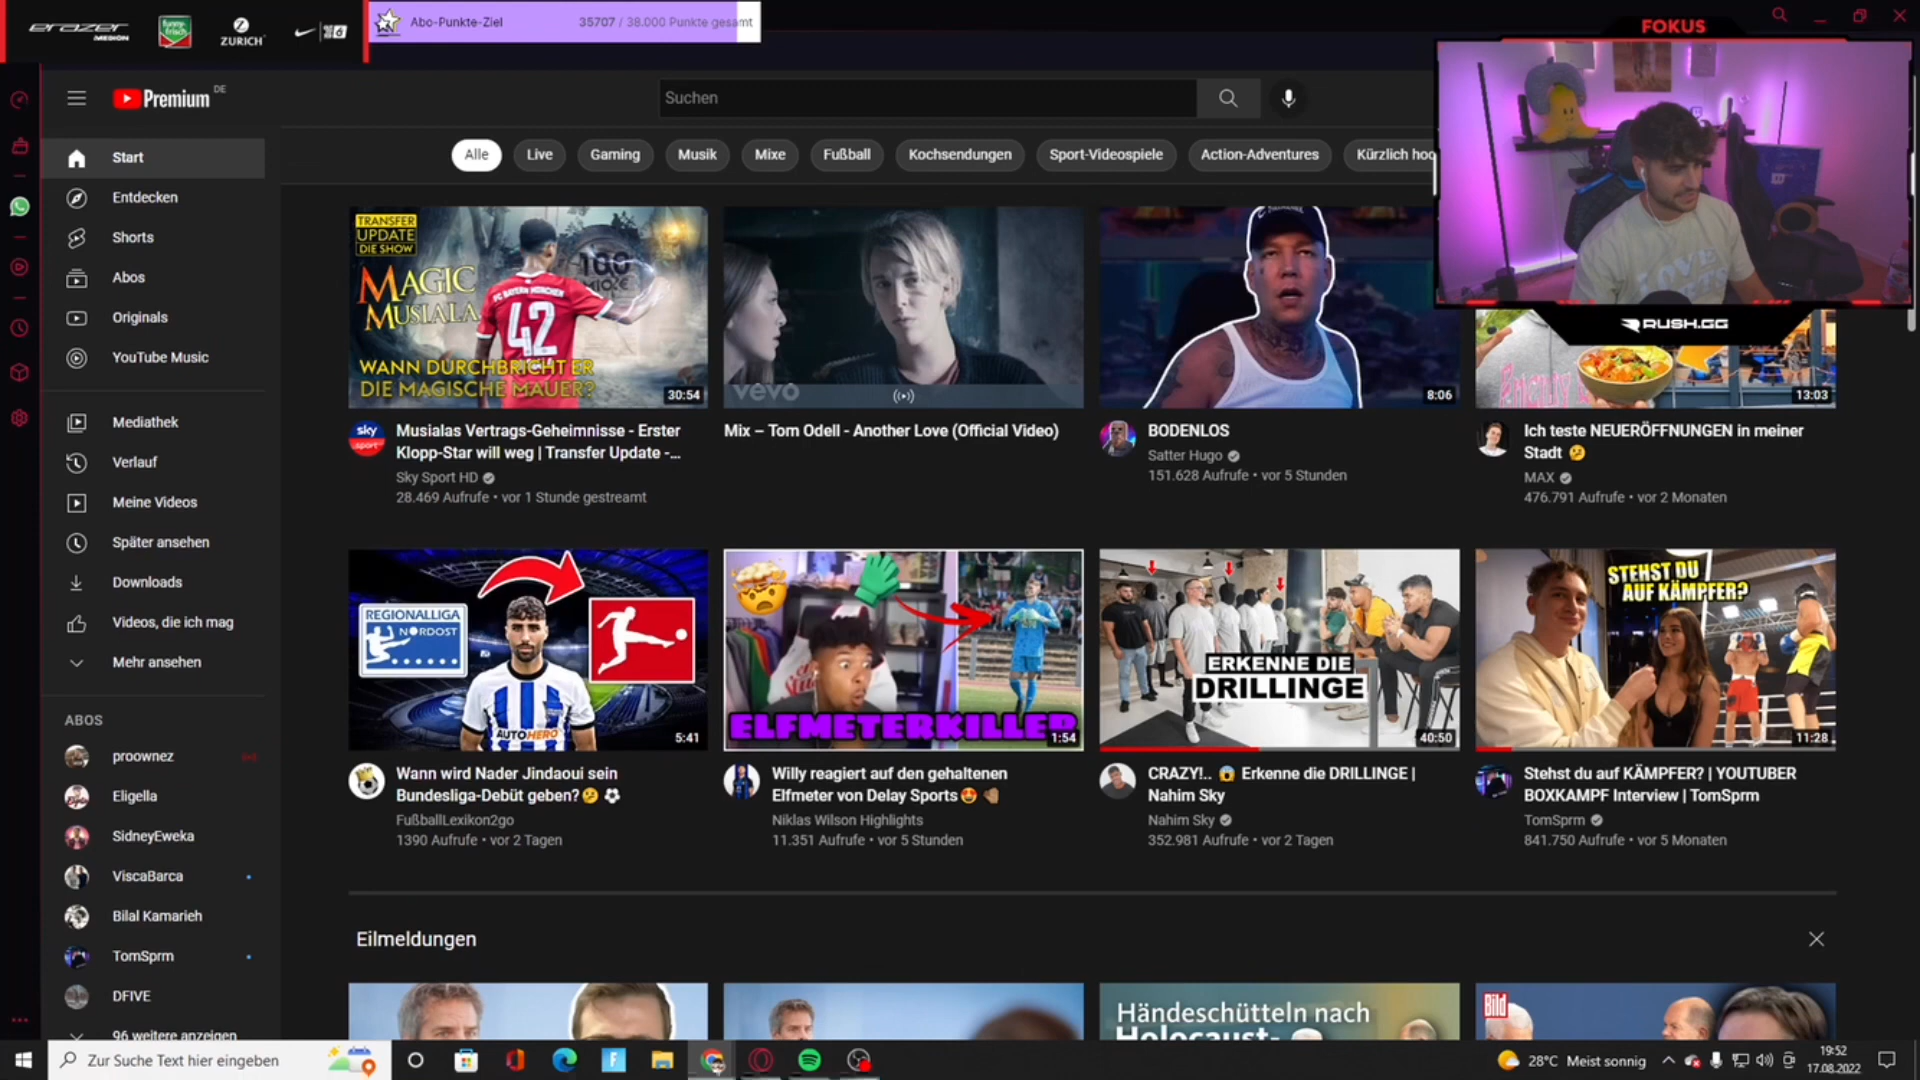 erazer
MEDION
funny-frisch
ZURICH
Abo-Punkte-Ziel
35707 / 38.000 Punkte gesamt
FOKUS
Premium
DE
Suchen
RUSH.GG
Alle
Live
Gaming
Musik
Mixe
Fußball
Kochsendungen
Sport-Videospiele
Action-Adventures
Kürzlich hoc
Start
Entdecken
Shorts
Abos
Originals
YouTube Music
Mediathek
Verlauf
Meine Videos
Später ansehen
Downloads
Videos, die ich mag
Mehr ansehen
ABOS
proownez
Eligella
SidneyEweka
ViscaBarca
Bilal Kamarieh
TomSprm
DFIVE
96 weitere anzeigen
TRANSFER
UPDATE
DIE SHOW
MAGIC
MUSIALA
FC BAYERN MÜNCHEN
42
100
MIO.€
WANN DURCHBRICHT ER
DIE MAGISCHE MAUER?
30:54
sky
sport
Musialas Vertrags-Geheimnisse - Erster
Klopp-Star will weg | Transfer Update -...
Sky Sport HD
28.469 Aufrufe • vor 1 Stunde gestreamt
vevo
Mix – Tom Odell - Another Love (Official Video)
8:06
BODENLOS
Satter Hugo
151.628 Aufrufe • vor 5 Stunden
13:03
Ich teste NEUERÖFFNUNGEN in meiner
Stadt 🤔
MAX
476.791 Aufrufe • vor 2 Monaten
REGIONALLIGA
NORDOST
AUTOHERO
5:41
Wann wird Nader Jindaoui sein
Bundesliga-Debüt geben?🤔 ⚽
FußballLexikon2go
1390 Aufrufe • vor 2 Tagen
ELFMETERKILLER
1:54
Willy reagiert auf den gehaltenen
Elfmeter von Delay Sports😍 🤚🏽
Niklas Wilson Highlights
11.351 Aufrufe • vor 5 Stunden
ERKENNE DIE
DRILLINGE
40:50
CRAZY!.. 😱 Erkenne die DRILLINGE |
Nahim Sky
Nahim Sky
352.981 Aufrufe • vor 2 Tagen
STEHST DU
AUF KÄMPFER?
11:28
Stehst du auf KÄMPFER? | YOUTUBER
BOXKAMPF Interview | TomSprm
TomSprm
841.750 Aufrufe • vor 5 Monaten
Eilmeldungen
Händeschütteln nach
Holocaust-
Bild
Zur Suche Text hier eingeben
28°C Meist sonnig
19:52
17.08.2022